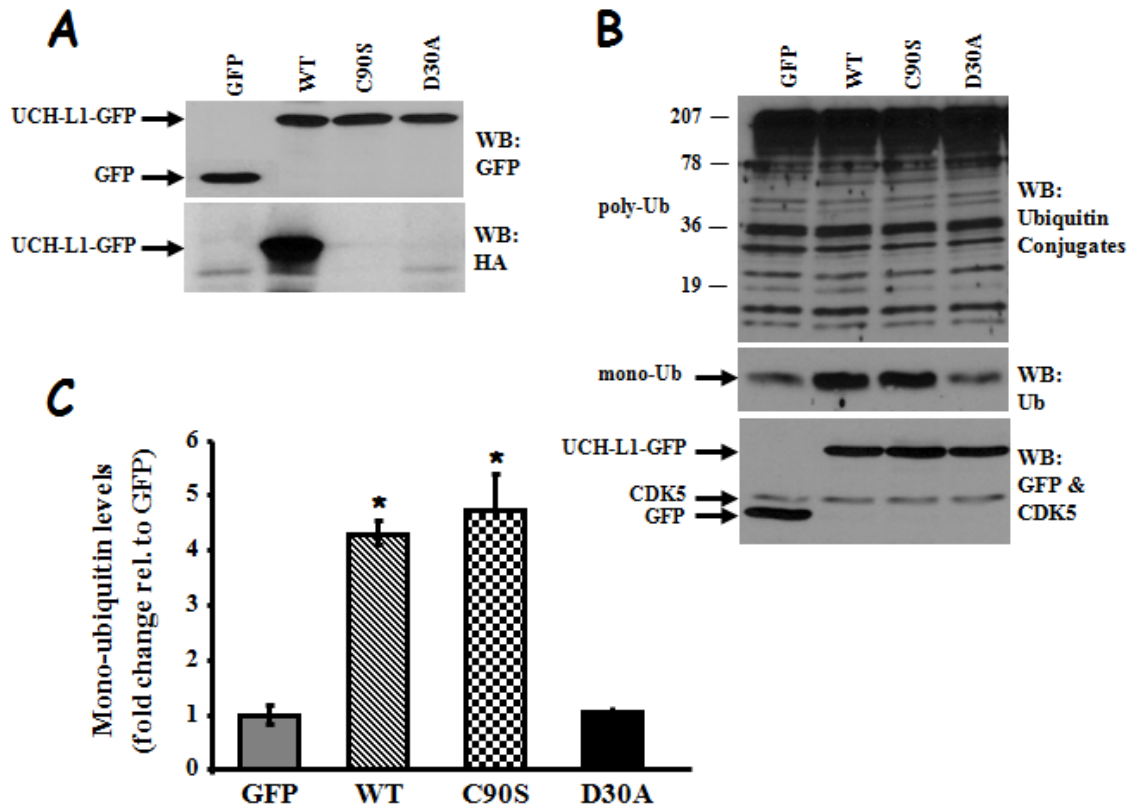 A
GFP
WT
C90S
D30A
UCH-L1-GFP
GFP
WB:
GFP
UCH-L1-GFP
WB:
HA
B
GFP
WT
C90S
D30A
207
78
poly-Ub
36
19
WB:
Ubiquitin
Conjugates
mono-Ub
WB:
Ub
UCH-L1-GFP
CDK5
GFP
WB:
GFP &
CDK5
C
Mono-ubiquitin levels
(fold change rel. to GFP)
6
5
4
3
2
1
0
*
*
GFP
WT
C90S
D30A